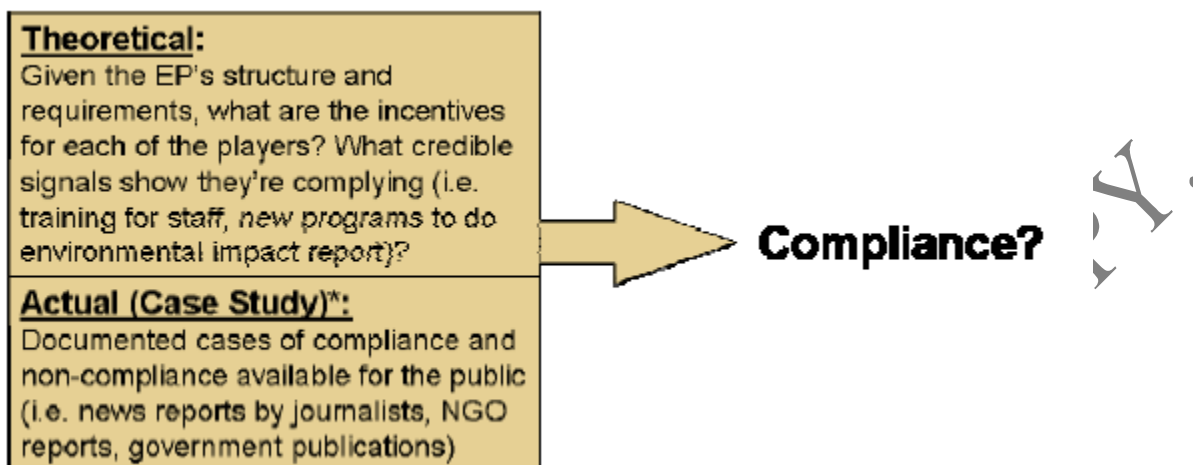 Theoretical:
Given the EP's structure and
requirements, what are the incentives
for each of the players? What credible
signals show they're complying (i.e.
training for staff, new programs to do
environmental impact report)?
Compliance?
Actual (Case Study)*:
Documented cases of compliance and
non-compliance available for the public
(i.e. news reports by journalists, NGO
reports, government publications)